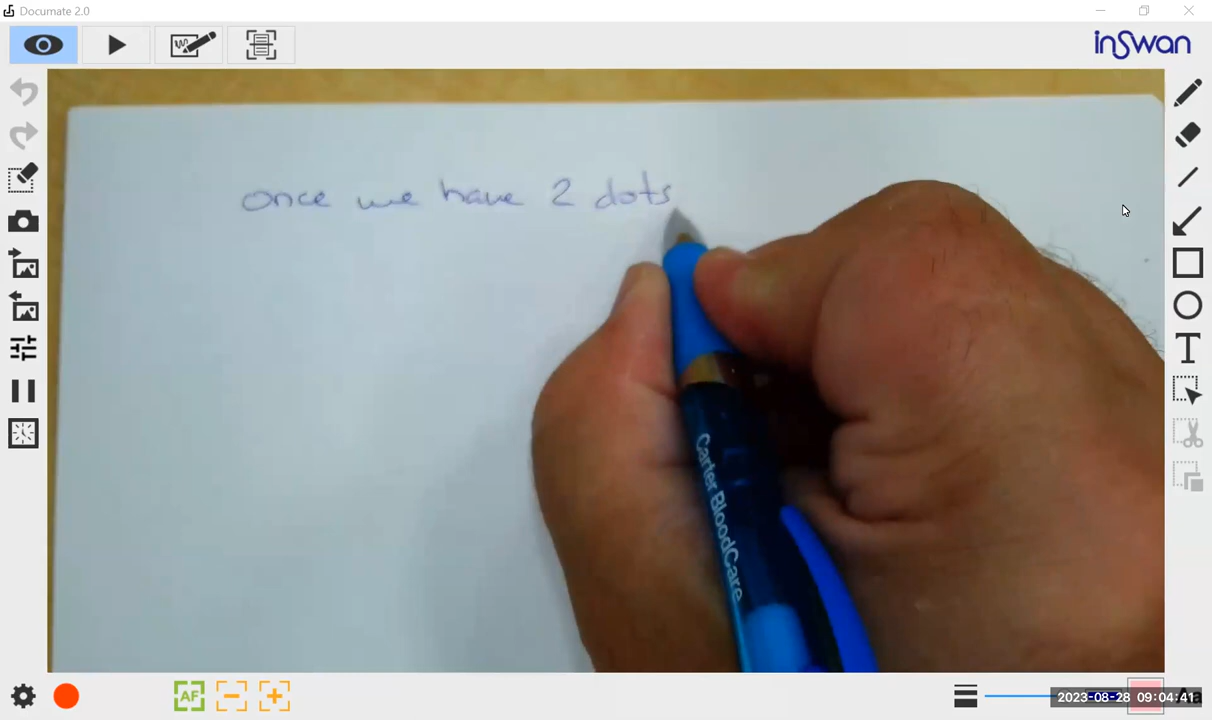 Documate 2.0
inSwan
once we have 2 dots
Carter BloodCare
T
AF
2023-08-28 09:04:41